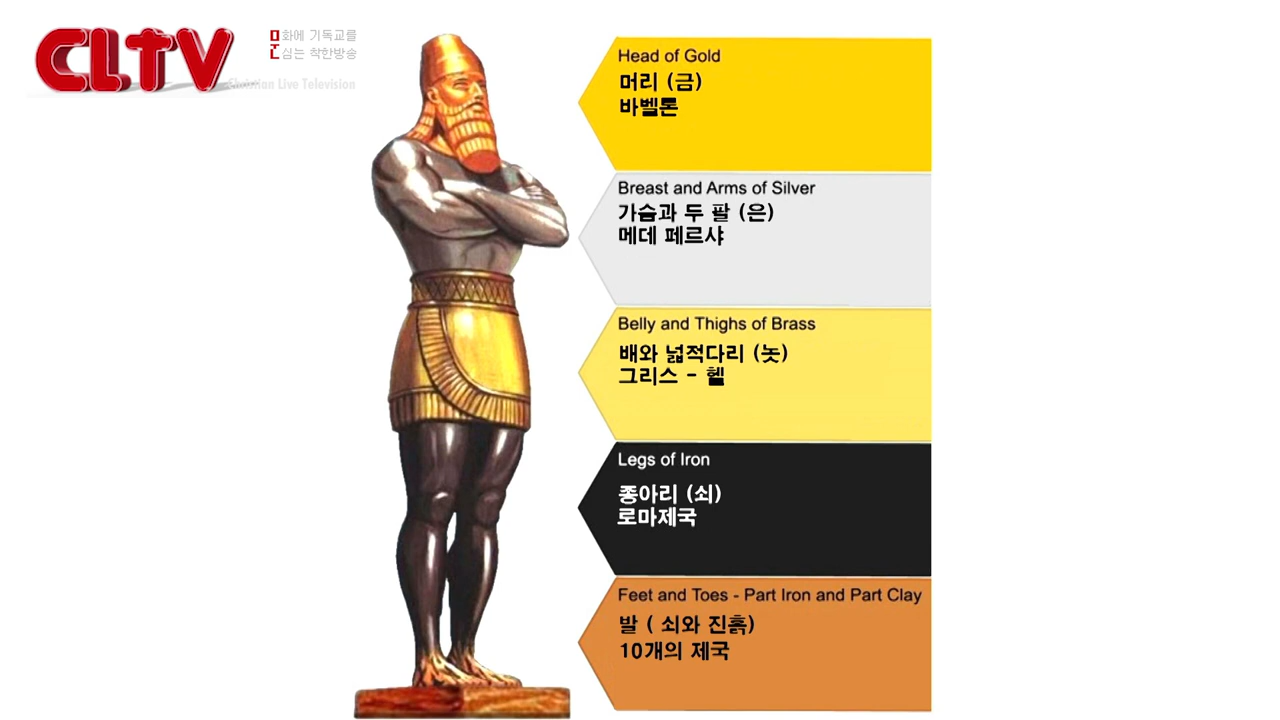 CLTV
문화에 기독교를
심는 착한방송
Christian Live Television
Head of Gold
머리 (금)
바벨론
Breast and Arms of Silver
가슴과 두 팔 (은)
메데 페르샤
Belly and Thighs of Brass
배와 넓적다리 (놋)
그리스 - 헬
Legs of Iron
종아리 (쇠)
로마제국
Feet and Toes - Part Iron and Part Clay
발 ( 쇠와 진흙)
10개의 제국